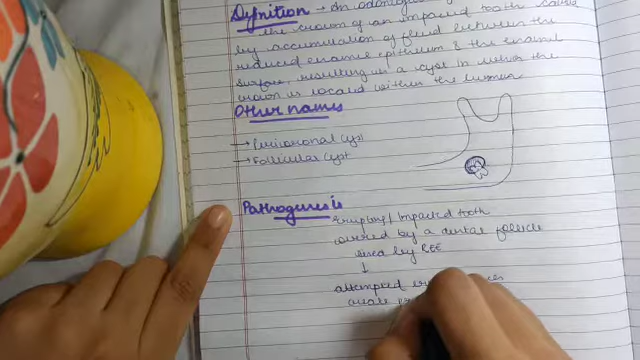 Definition - An odontogenic
the crown of an impacted tooth
by accumulation of fluid between the
reduced enamel epithelium & the enamel
surface, resulting in a cyst in which the
crown is located within the lumen
Other names
→ Pericoronal cyst
→ Follicular cyst
Pathogenesis
Erupting / Impacted tooth
covered by a dental follicle
lined by REE
↓
attempted
create